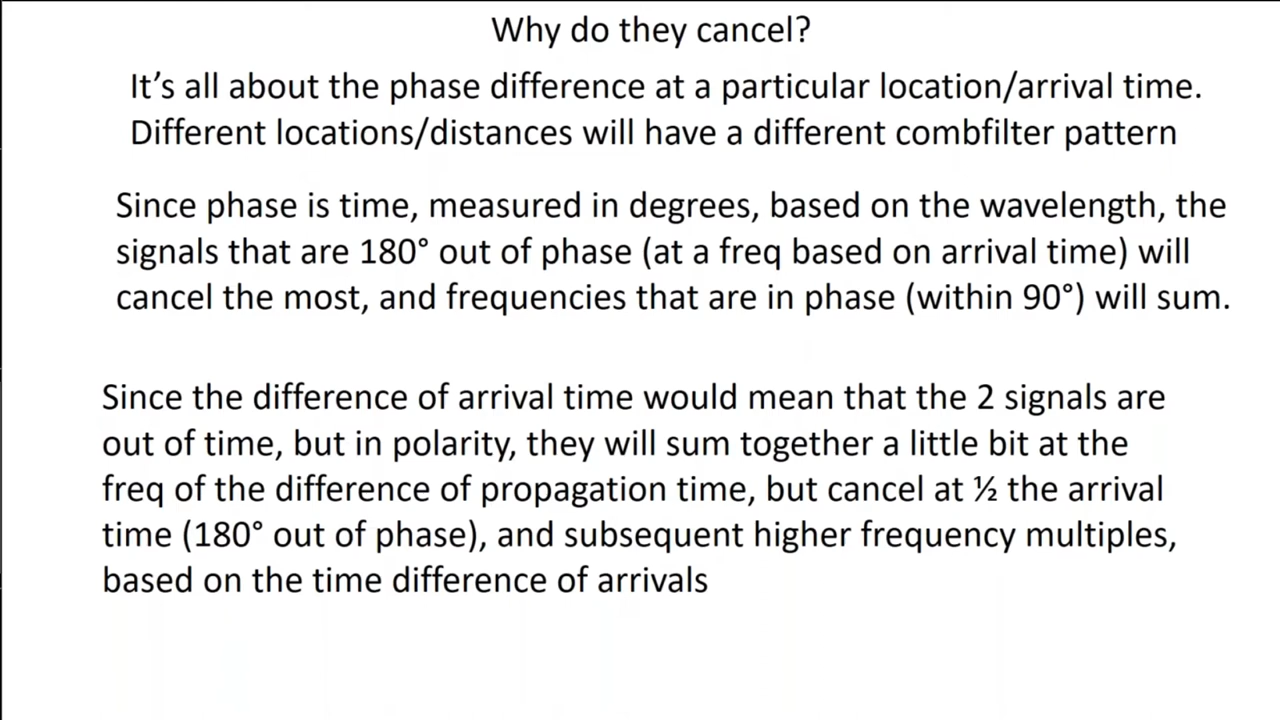 Why do they cancel?
It's all about the phase difference at a particular location/arrival time.
Different locations/distances will have a different combfilter pattern
Since phase is time, measured in degrees, based on the wavelength, the
signals that are 180° out of phase (at a freq based on arrival time) will
cancel the most, and frequencies that are in phase (within 90°) will sum.
Since the difference of arrival time would mean that the 2 signals are
out of time, but in polarity, they will sum together a little bit at the
freq of the difference of propagation time, but cancel at ½ the arrival
time (180° out of phase), and subsequent higher frequency multiples,
based on the time difference of arrivals